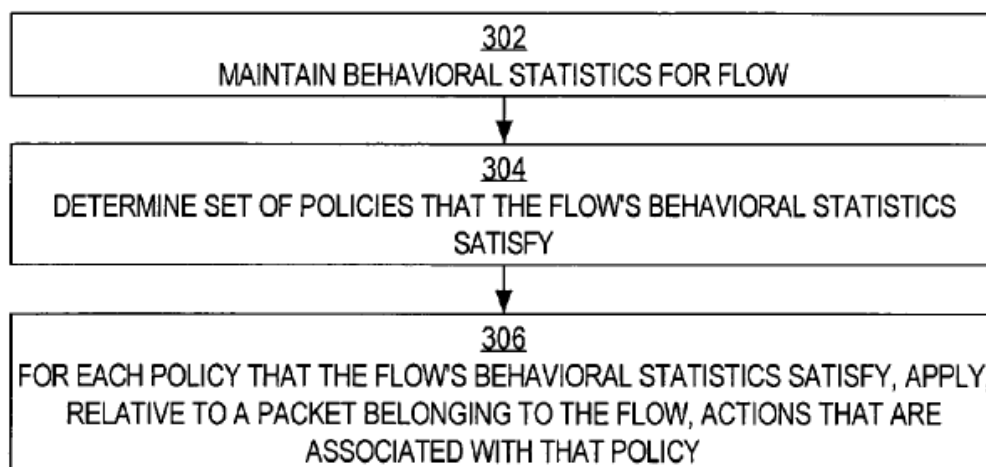 302
MAINTAIN BEHAVIORAL STATISTICS FOR FLOW
304
DETERMINE SET OF POLICIES THAT THE FLOW'S BEHAVIORAL STATISTICS
SATISFY
306
FOR EACH POLICY THAT THE FLOW'S BEHAVIORAL STATISTICS SATISFY, APPLY,
RELATIVE TO A PACKET BELONGING TO THE FLOW, ACTIONS THAT ARE
ASSOCIATED WITH THAT POLICY